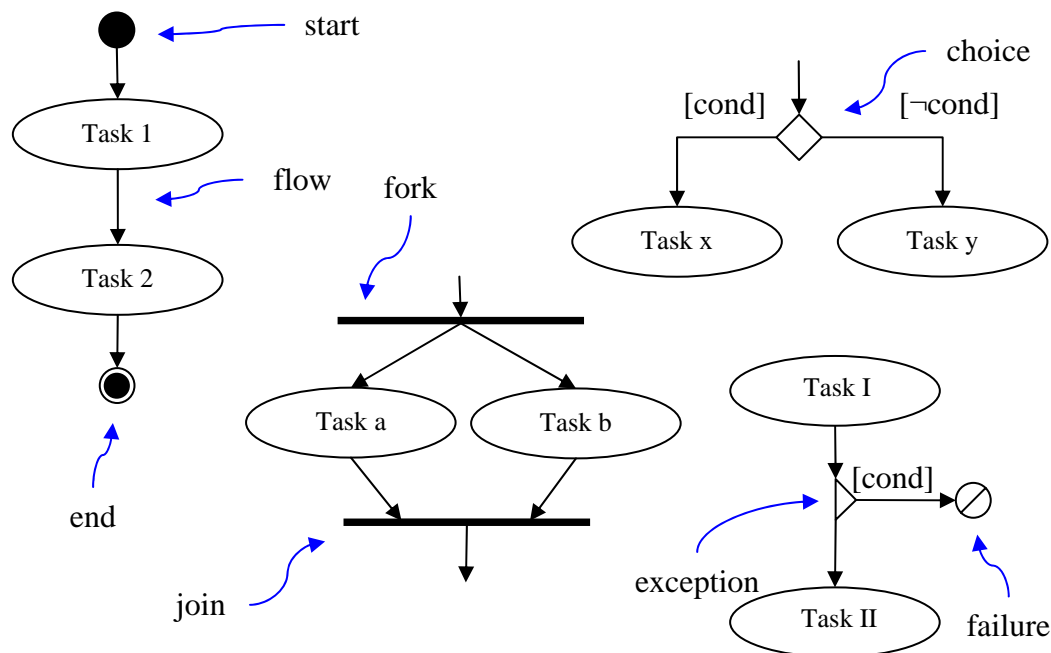 start
Task 1
flow
Task 2
end
fork
Task a
Task b
join
choice
[cond]
[¬cond]
Task x
Task y
Task I
[cond]
exception
Task II
failure